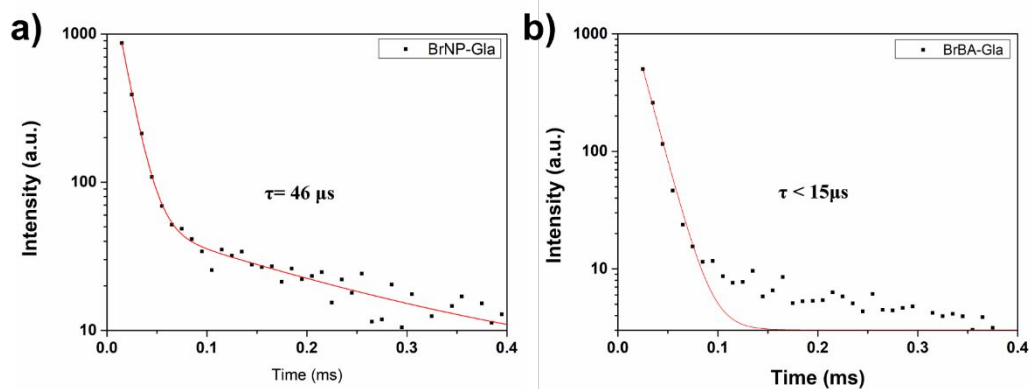 a)
1000
BrNP-Gla
100
τ= 46 μs
10
0.0 0.1 0.2 0.3 0.4
Time (ms)
Intensity (a.u.)
b)
1000
BrBA-Gla
100
τ < 15μs
10
0.0 0.1 0.2 0.3 0.4
Time (ms)
Intensity (a.u.)